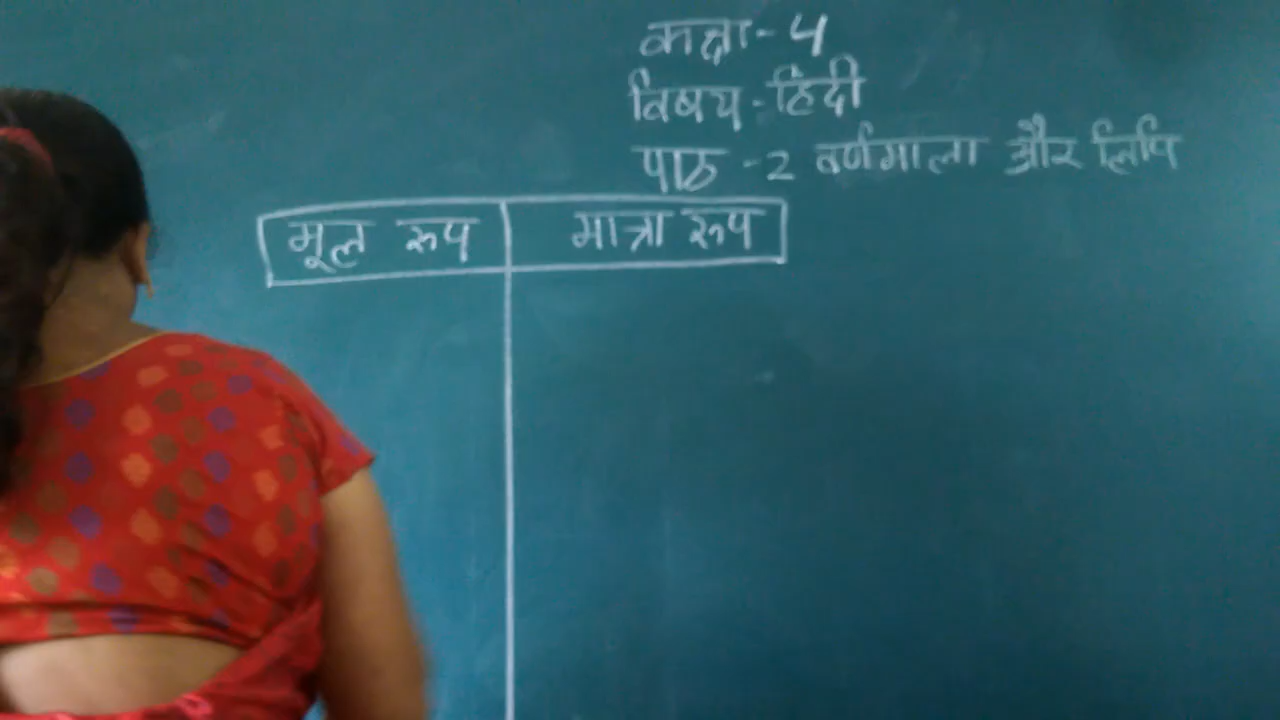 कक्षा- 4
विषय - हिंदी
पाठ -2 वर्णमाला और लिपि
मूल रुप मात्रा रुप